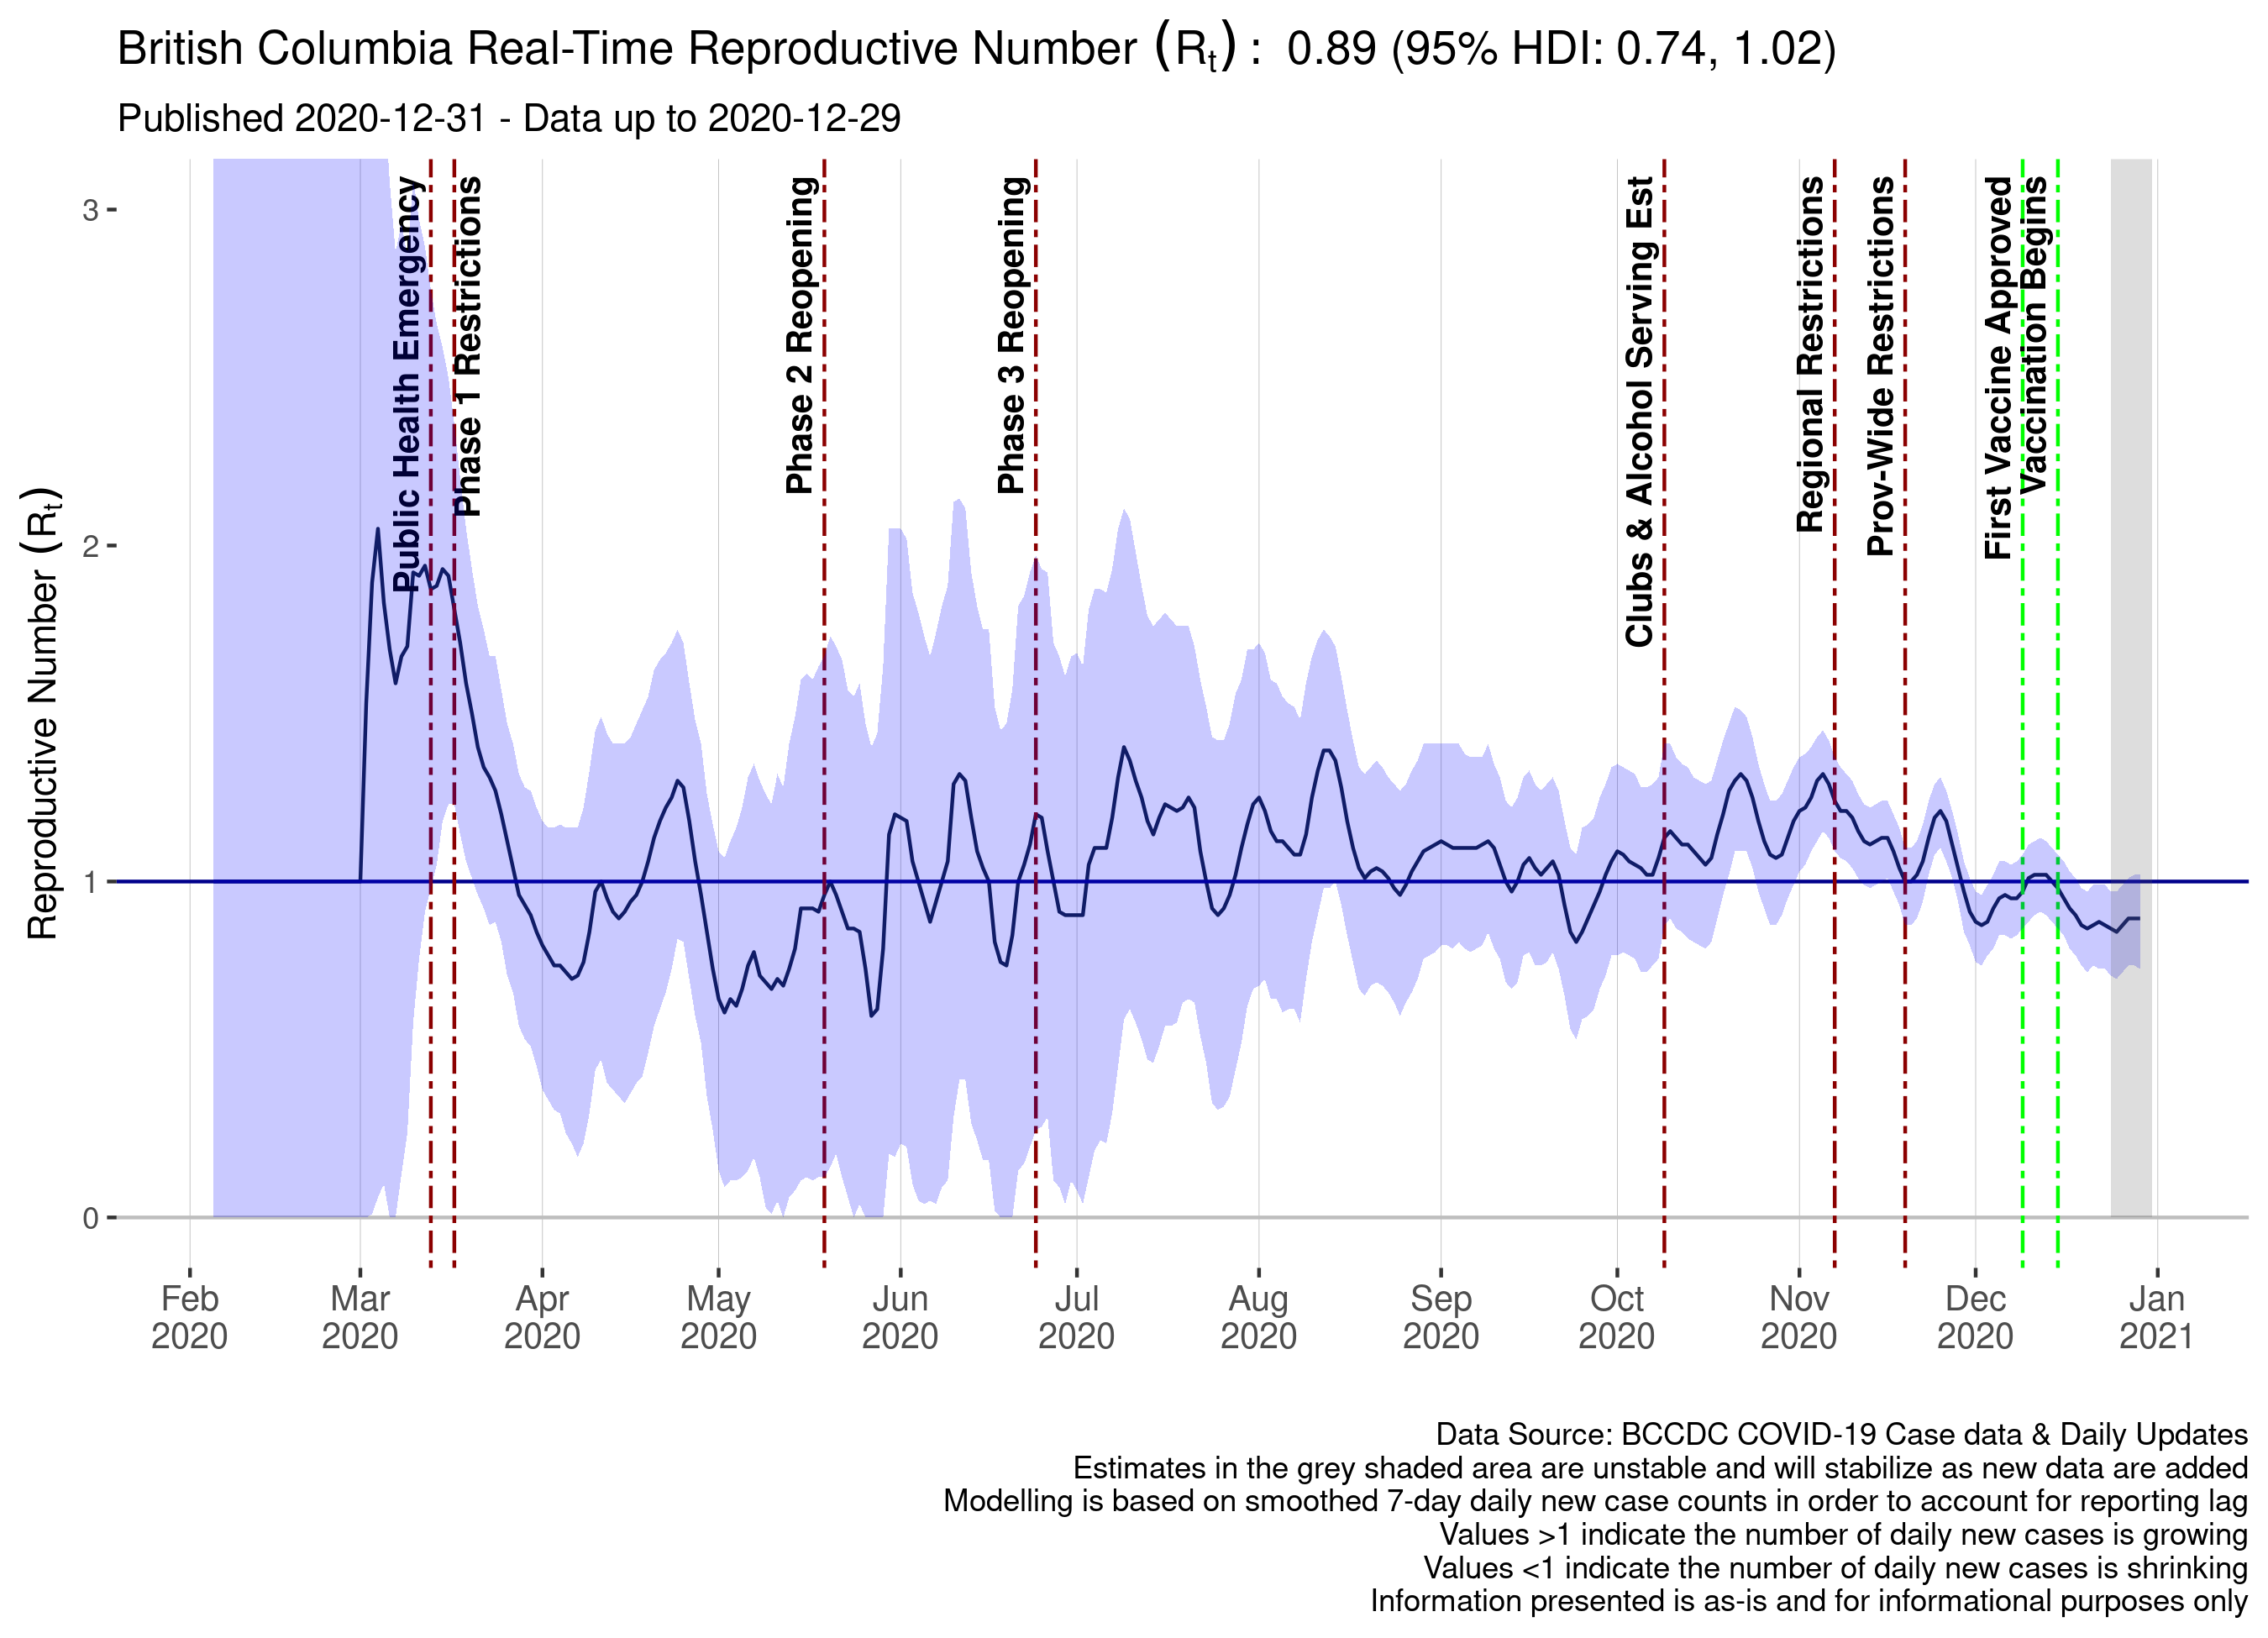 British Columbia Real-Time Reproductive Number (Rt) : 0.89 (95% HDI: 0.74, 1.02)
Published 2020-12-31 - Data up to 2020-12-29
Reproductive Number (Rt)
3
2
1
0
Public Health Emergency
Phase 1 Restrictions
Phase 2 Reopening
Phase 3 Reopening
Clubs & Alcohol Serving Est
Regional Restrictions
Prov-Wide Restrictions
First Vaccine Approved
Vaccination Begins
Feb Mar Apr May Jun Jul Aug Sep Oct Nov Dec Jan
2020 2020 2020 2020 2020 2020 2020 2020 2020 2020 2020 2021
Data Source: BCCDC COVID-19 Case data & Daily Updates
Estimates in the grey shaded area are unstable and will stabilize as new data are added
Modelling is based on smoothed 7-day daily new case counts in order to account for reporting lag
Values >1 indicate the number of daily new cases is growing
Values <1 indicate the number of daily new cases is shrinking
Information presented is as-is and for informational purposes only